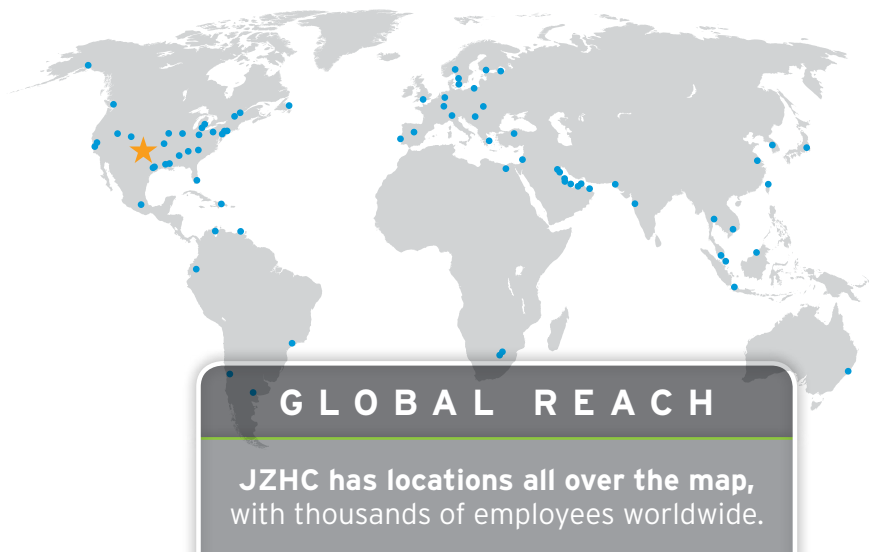 GLOBAL REACH
JZHC has locations all over the map,
with thousands of employees worldwide.